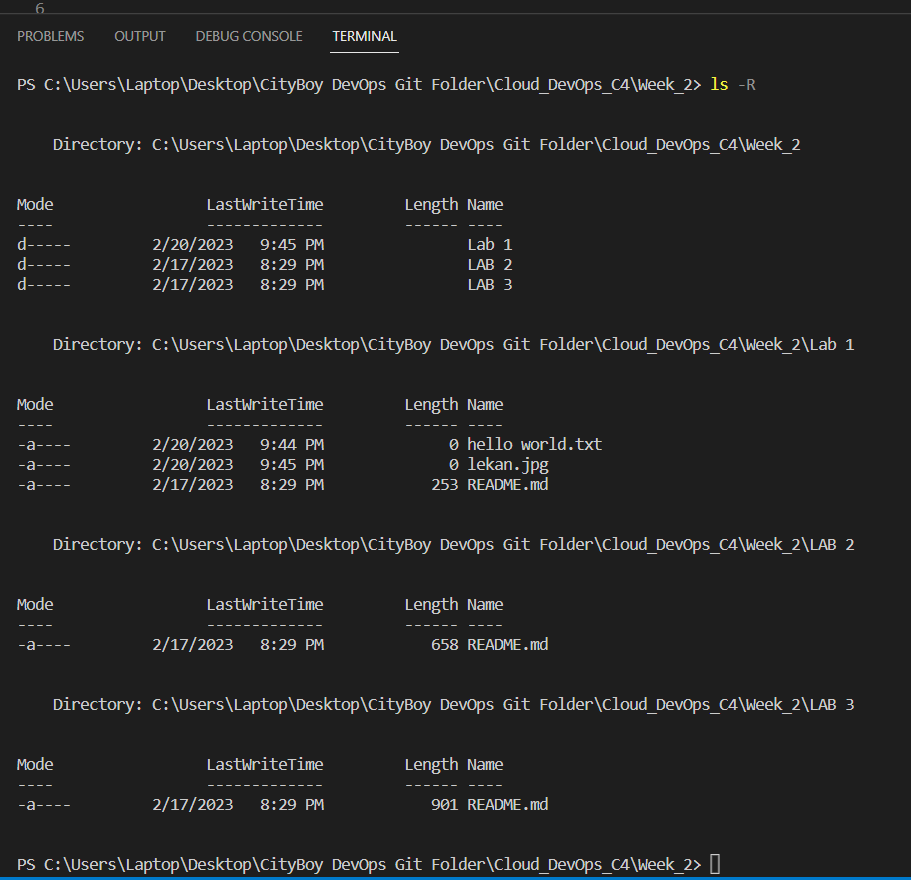 6
PROBLEMS OUTPUT DEBUG CONSOLE TERMINAL
PS C:\Users\Laptop\Desktop\CityBoy DevOps Git Folder\Cloud_DevOps_C4\Week_2> ls -R
Directory: C:\Users\Laptop\Desktop\CityBoy DevOps Git Folder\Cloud_DevOps_C4\Week_2
Mode LastWriteTime Length Name
---- ------------- ------ ----
d----- 2/20/2023 9:45 PM Lab 1
d----- 2/17/2023 8:29 PM LAB 2
d----- 2/17/2023 8:29 PM LAB 3
Directory: C:\Users\Laptop\Desktop\CityBoy DevOps Git Folder\Cloud_DevOps_C4\Week_2\Lab 1
Mode LastWriteTime Length Name
---- ------------- ------ ----
-a---- 2/20/2023 9:44 PM 0 hello world.txt
-a---- 2/20/2023 9:45 PM 0 lekan.jpg
-a---- 2/17/2023 8:29 PM 253 README.md
Directory: C:\Users\Laptop\Desktop\CityBoy DevOps Git Folder\Cloud_DevOps_C4\Week_2\LAB 2
Mode LastWriteTime Length Name
---- ------------- ------ ----
-a---- 2/17/2023 8:29 PM 658 README.md
Directory: C:\Users\Laptop\Desktop\CityBoy DevOps Git Folder\Cloud_DevOps_C4\Week_2\LAB 3
Mode LastWriteTime Length Name
---- ------------- ------ ----
-a---- 2/17/2023 8:29 PM 901 README.md
PS C:\Users\Laptop\Desktop\CityBoy DevOps Git Folder\Cloud_DevOps_C4\Week_2>